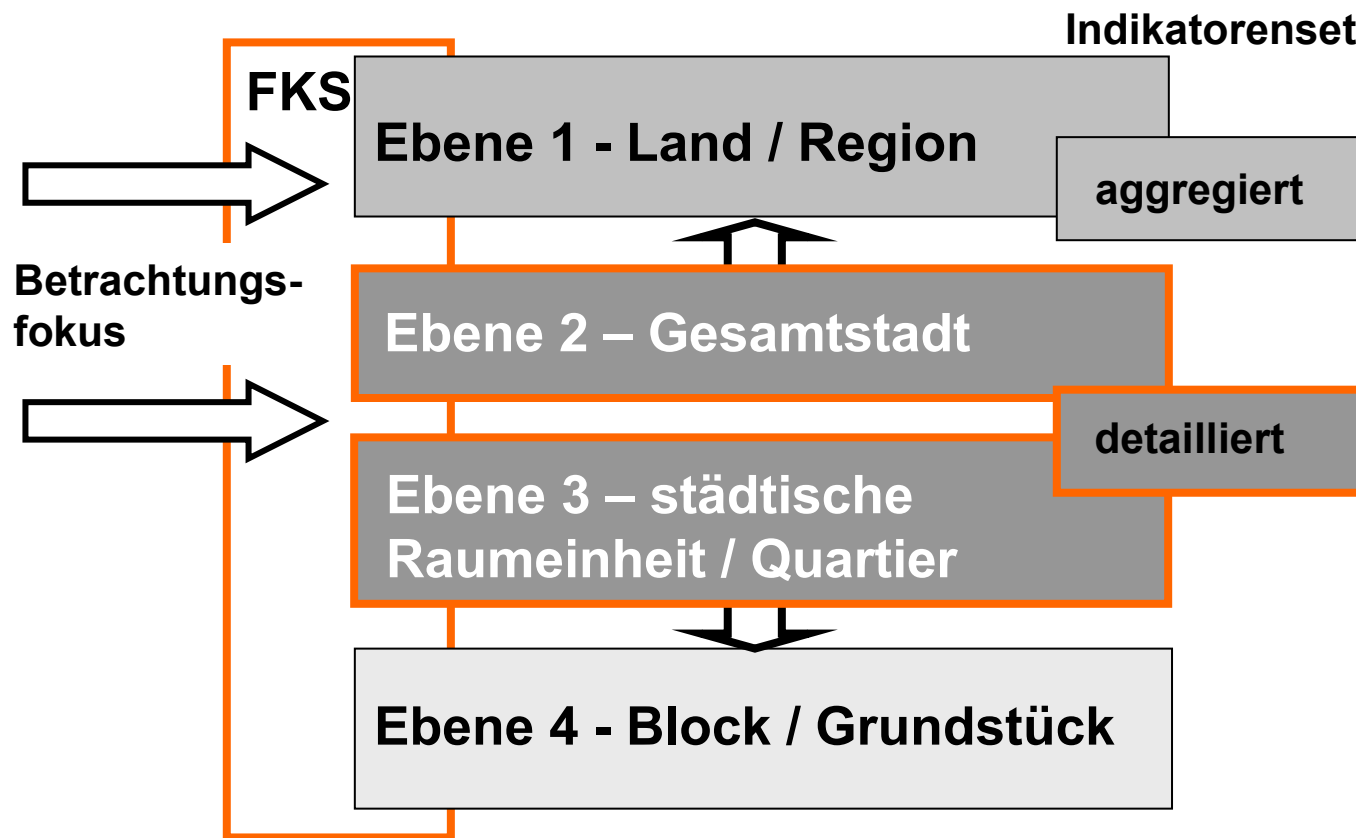 Indikatorenset
FKS
Ebene 1 - Land / Region
aggregiert
Betrachtungs-
fokus
Ebene 2 – Gesamtstadt
detailliert
Ebene 3 – städtische
Raumeinheit / Quartier
Ebene 4 - Block / Grundstück